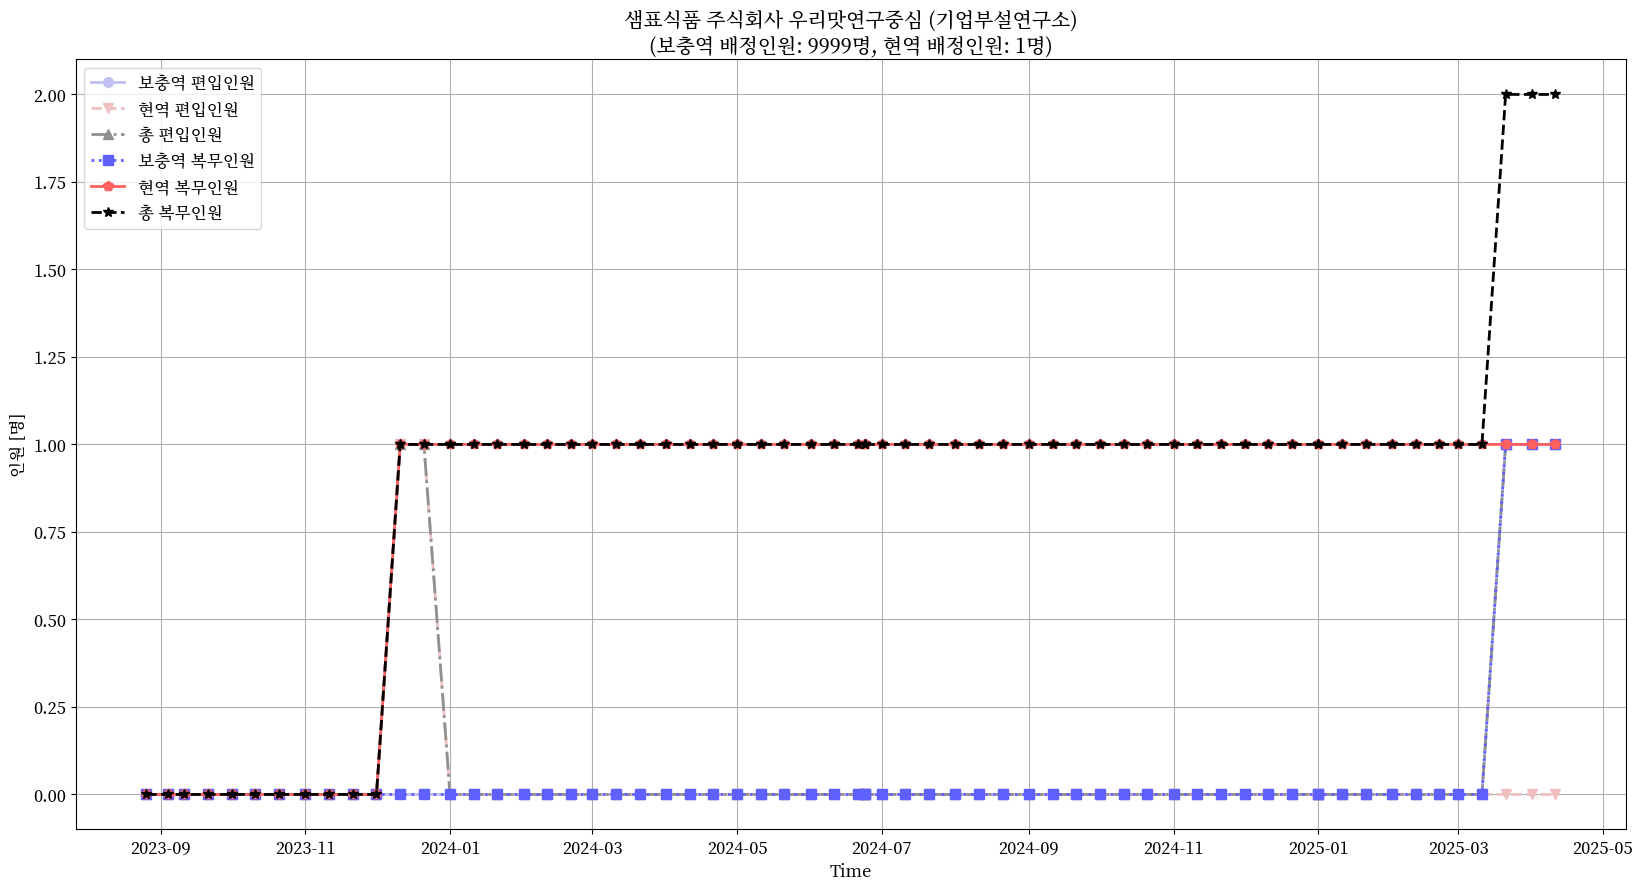 샘표식품 주식회사 우리맛연구중심 (기업부설연구소)
(보충역 배정인원: 9999명, 현역 배정인원: 1명)
보충역 편입인원
현역 편입인원
총 편입인원
보충역 복무인원
현역 복무인원
총 복무인원
2.00
1.75
1.50
1.25
1.00
0.75
0.50
0.25
0.00
인원 [명]
2023-09 2023-11 2024-01 2024-03 2024-05 2024-07 2024-09 2024-11 2025-01 2025-03 2025-05
Time